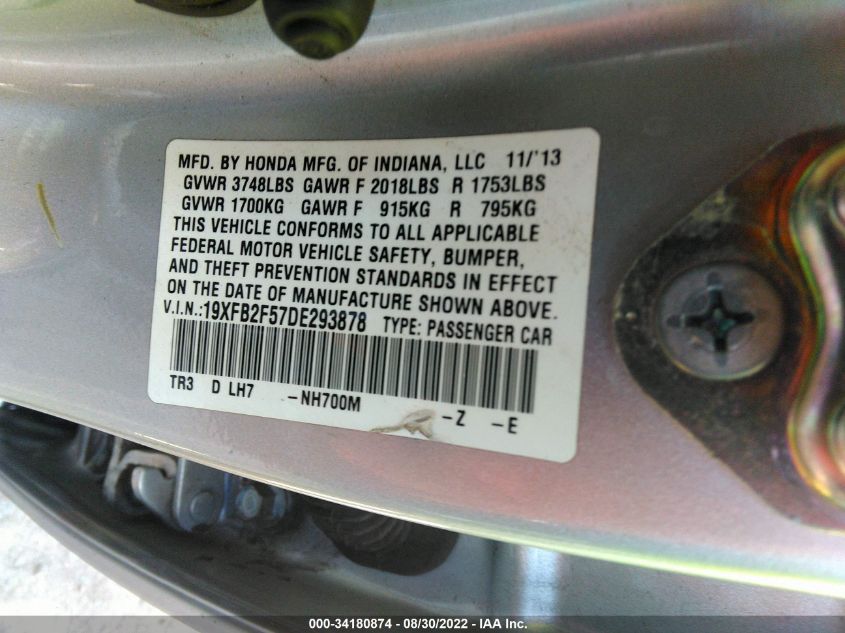 MFD. BY HONDA MFG. OF INDIANA, LLC 11/'13
GVWR 3748LBS GAWR F 2018LBS R 1753LBS
GVWR 1700KG GAWR F 915KG R 795KG
THIS VEHICLE CONFORMS TO ALL APPLICABLE
FEDERAL MOTOR VEHICLE SAFETY, BUMPER,
AND THEFT PREVENTION STANDARDS IN EFFECT
ON THE DATE OF MANUFACTURE SHOWN ABOVE.
V.I.N.:19XFB2F57DE293878 TYPE: PASSENGER CAR
TR3 D LH7 -NH700M -Z -E
000-34180874 - 08/30/2022 - IAA Inc.